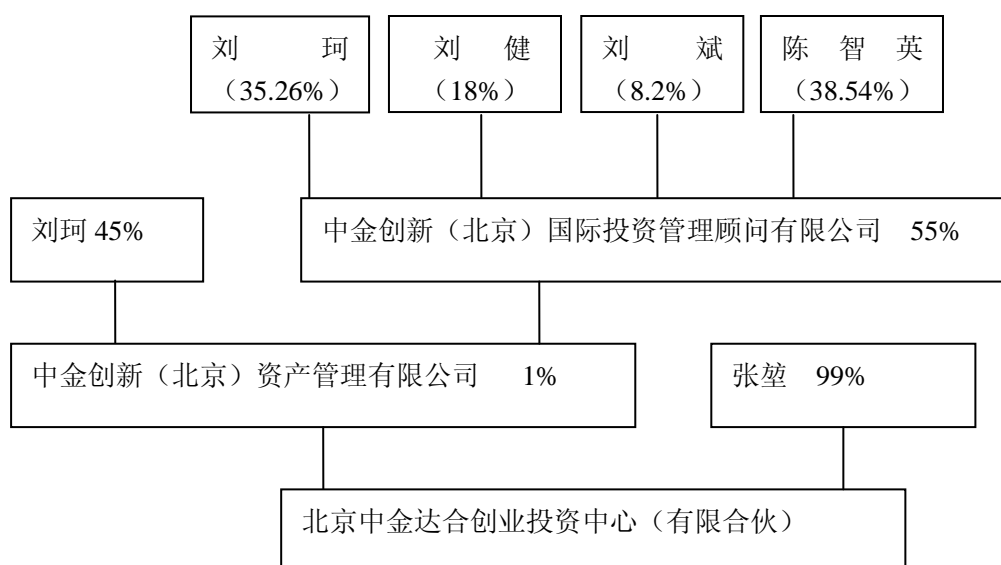 刘 珂
（35.26%）
刘 健
（18%）
刘 斌
（8.2%）
陈 智 英
（38.54%）
刘珂 45%
中金创新（北京）国际投资管理顾问有限公司 55%
中金创新（北京）资产管理有限公司 1%
张堃 99%
北京中金达合创业投资中心（有限合伙）